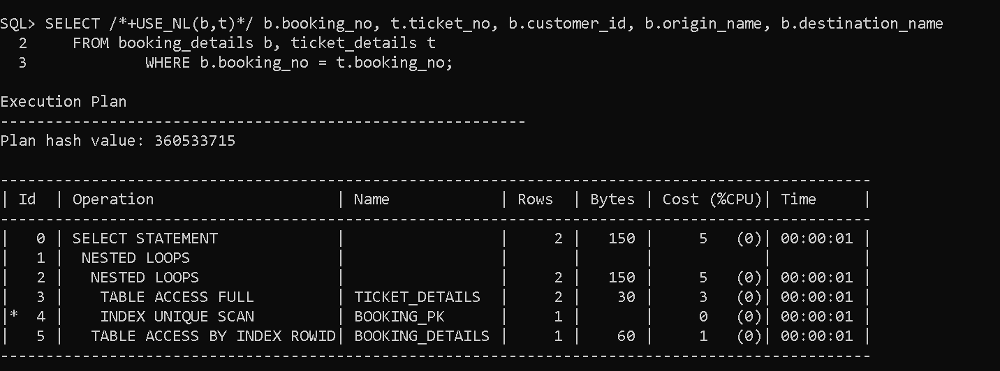 SQL> SELECT /*+USE_NL(b,t)*/ b.booking_no, t.ticket_no, b.customer_id, b.origin_name, b.destination_name
  2     FROM booking_details b, ticket_details t
  3             WHERE b.booking_no = t.booking_no;
Execution Plan
----------------------------------------------------------
Plan hash value: 360533715
------------------------------------------------------------------------------------------------
| Id  | Operation                    | Name            | Rows  | Bytes | Cost (%CPU)| Time     |
------------------------------------------------------------------------------------------------
|   0 | SELECT STATEMENT             |                 |     2 |   150 |     5   (0)| 00:00:01 |
|   1 |  NESTED LOOPS                |                 |       |       |            |          |
|   2 |   NESTED LOOPS               |                 |     2 |   150 |     5   (0)| 00:00:01 |
|   3 |    TABLE ACCESS FULL         | TICKET_DETAILS  |     2 |    30 |     3   (0)| 00:00:01 |
|*  4 |    INDEX UNIQUE SCAN         | BOOKING_PK      |     1 |       |     0   (0)| 00:00:01 |
|   5 |   TABLE ACCESS BY INDEX ROWID| BOOKING_DETAILS |     1 |    60 |     1   (0)| 00:00:01 |
------------------------------------------------------------------------------------------------